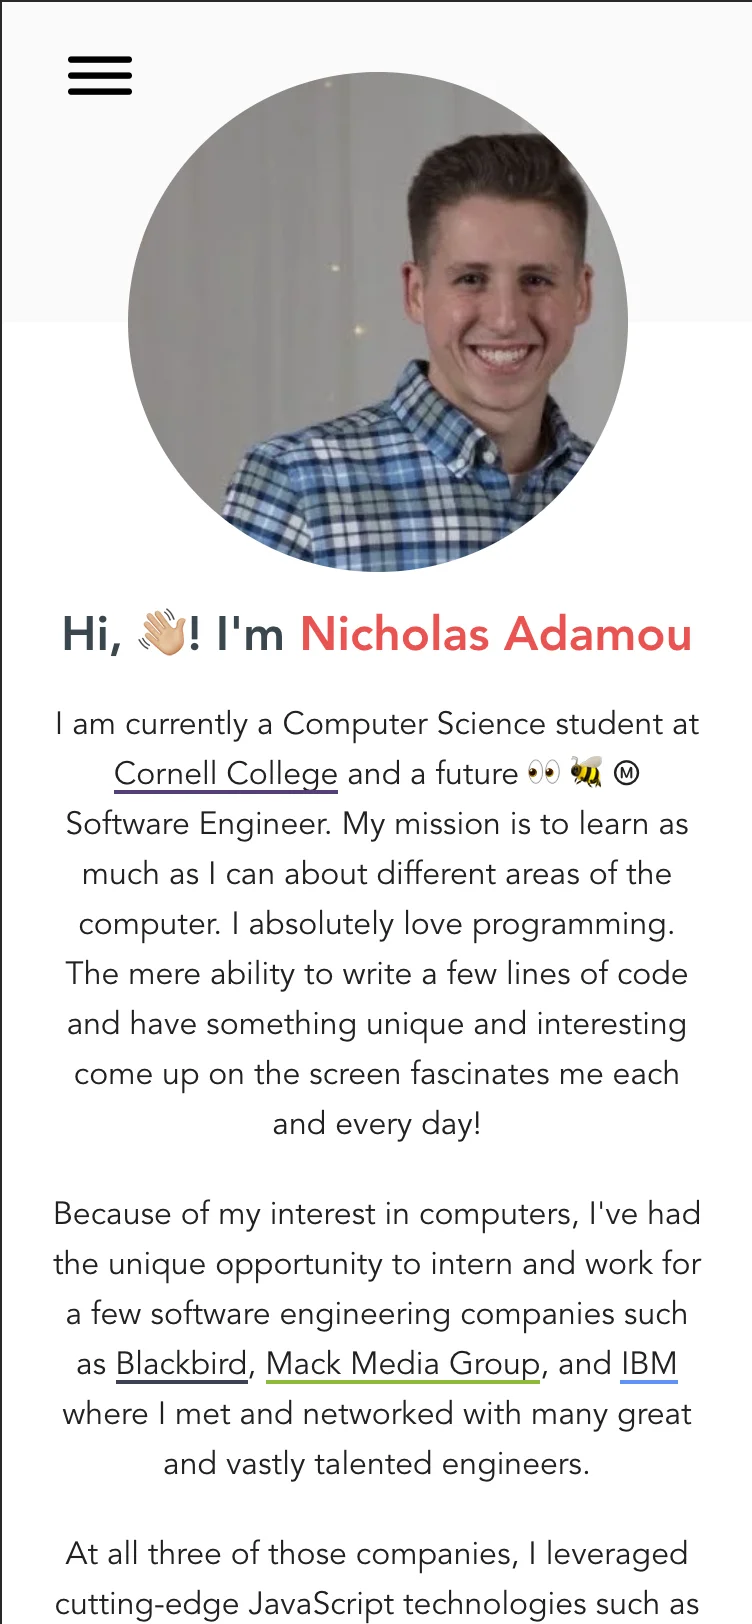 Hi, 👋🏼! I'm Nicholas Adamou
I am currently a Computer Science student at
Cornell College and a future 👀 🐝 Ⓜ
Software Engineer. My mission is to learn as
much as I can about different areas of the
computer. I absolutely love programming.
The mere ability to write a few lines of code
and have something unique and interesting
come up on the screen fascinates me each
and every day!
Because of my interest in computers, I've had
the unique opportunity to intern and work for
a few software engineering companies such
as Blackbird, Mack Media Group, and IBM
where I met and networked with many great
and vastly talented engineers.
At all three of those companies, I leveraged
cutting-edge JavaScript technologies such as